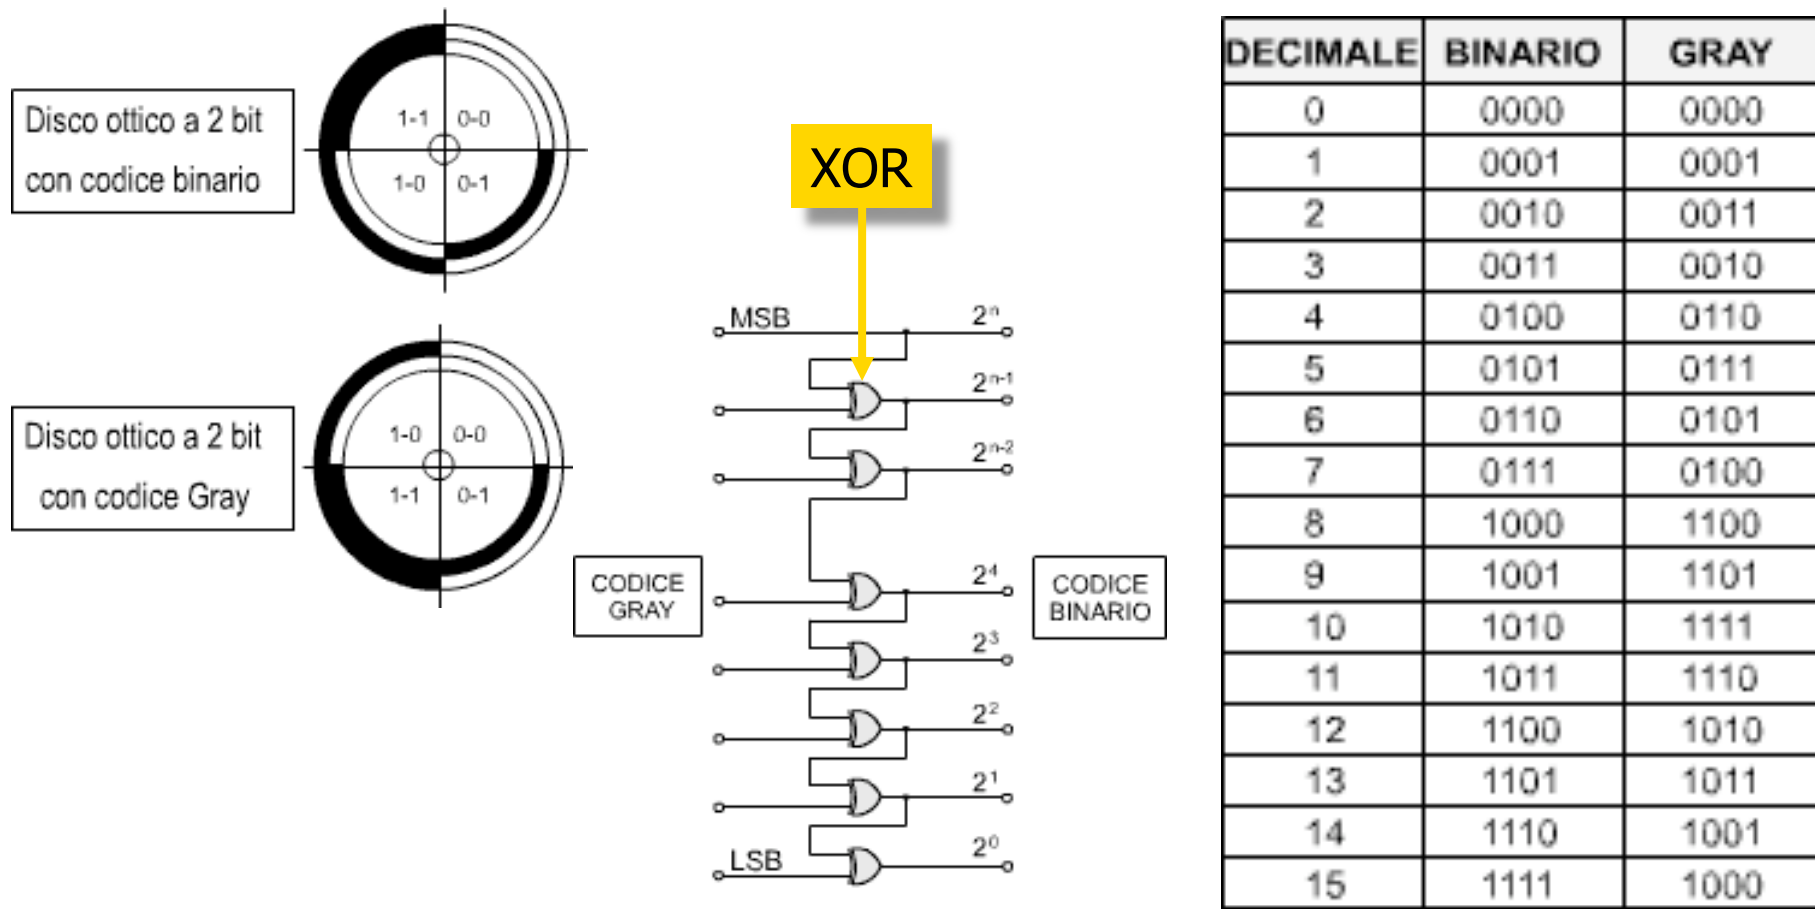 Disco ottico a 2 bit
con codice binario
1-1 0-0
1-0 0-1
Disco ottico a 2 bit
con codice Gray
1-0 0-0
1-1 0-1
XOR
MSB 2ⁿ
2ⁿ⁻¹
2ⁿ⁻²
CODICE
GRAY
2⁴
2³
2²
2¹
LSB 2⁰
CODICE
BINARIO
DECIMALE BINARIO GRAY
0 0000 0000
1 0001 0001
2 0010 0011
3 0011 0010
4 0100 0110
5 0101 0111
6 0110 0101
7 0111 0100
8 1000 1100
9 1001 1101
10 1010 1111
11 1011 1110
12 1100 1010
13 1101 1011
14 1110 1001
15 1111 1000